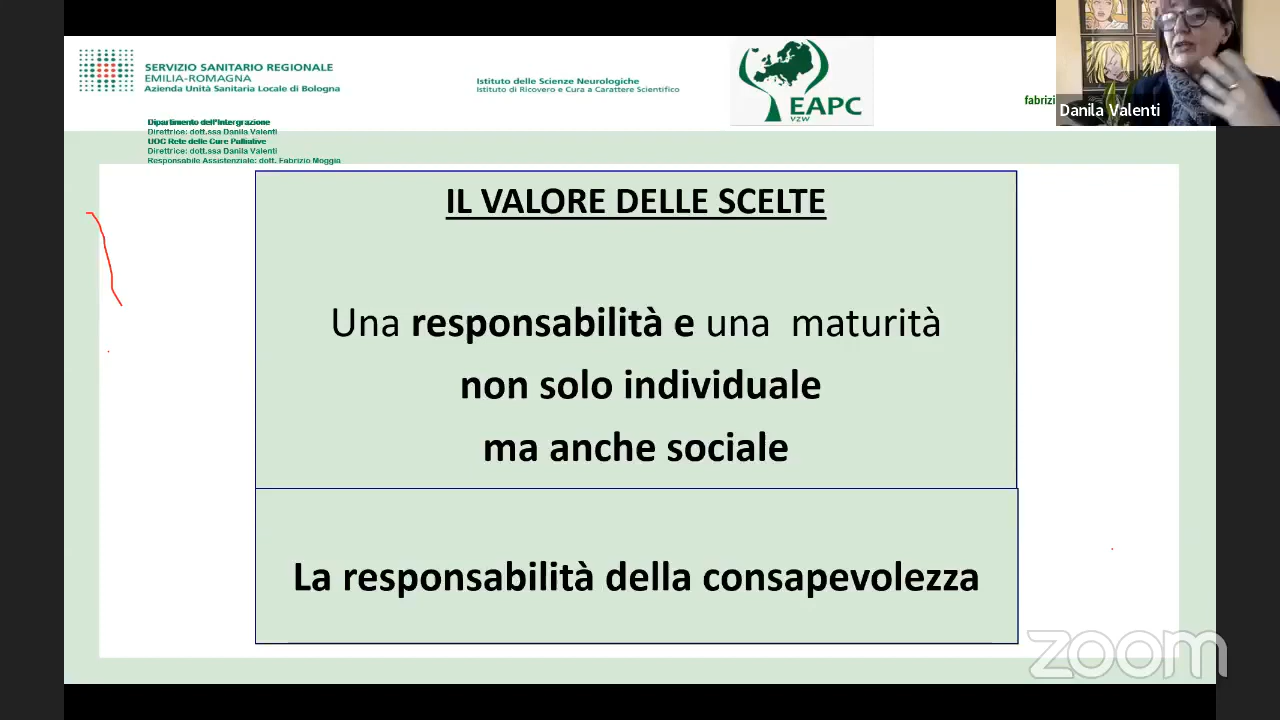 SERVIZIO SANITARIO REGIONALE
EMILIA-ROMAGNA
Azienda Unità Sanitaria Locale di Bologna
Istituto delle Scienze Neurologiche
Istituto di Ricovero e Cura a Carattere Scientifico
EAPC
vzw
fabrizi
Danila Valenti
Dipartimento dell'Integrazione
Direttrice: dott.ssa Danila Valenti
UOC Rete delle Cure Palliative
Direttrice: dott.ssa Danila Valenti
Responsabile Assistenziale: dott. Fabrizio Moggia
IL VALORE DELLE SCELTE
Una responsabilità e una maturità
non solo individuale
ma anche sociale
La responsabilità della consapevolezza
zoom